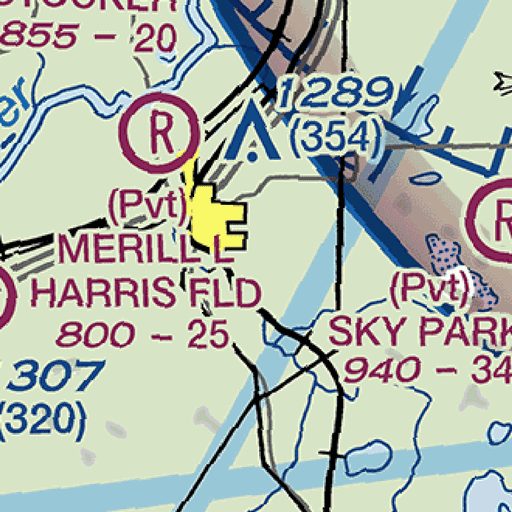 855 - 20
1289
(354)
R
(Pvt)
MERILL L
HARRIS FLD
800 - 25
R
(Pvt)
SKY PARK
940 - 34
307
(320)